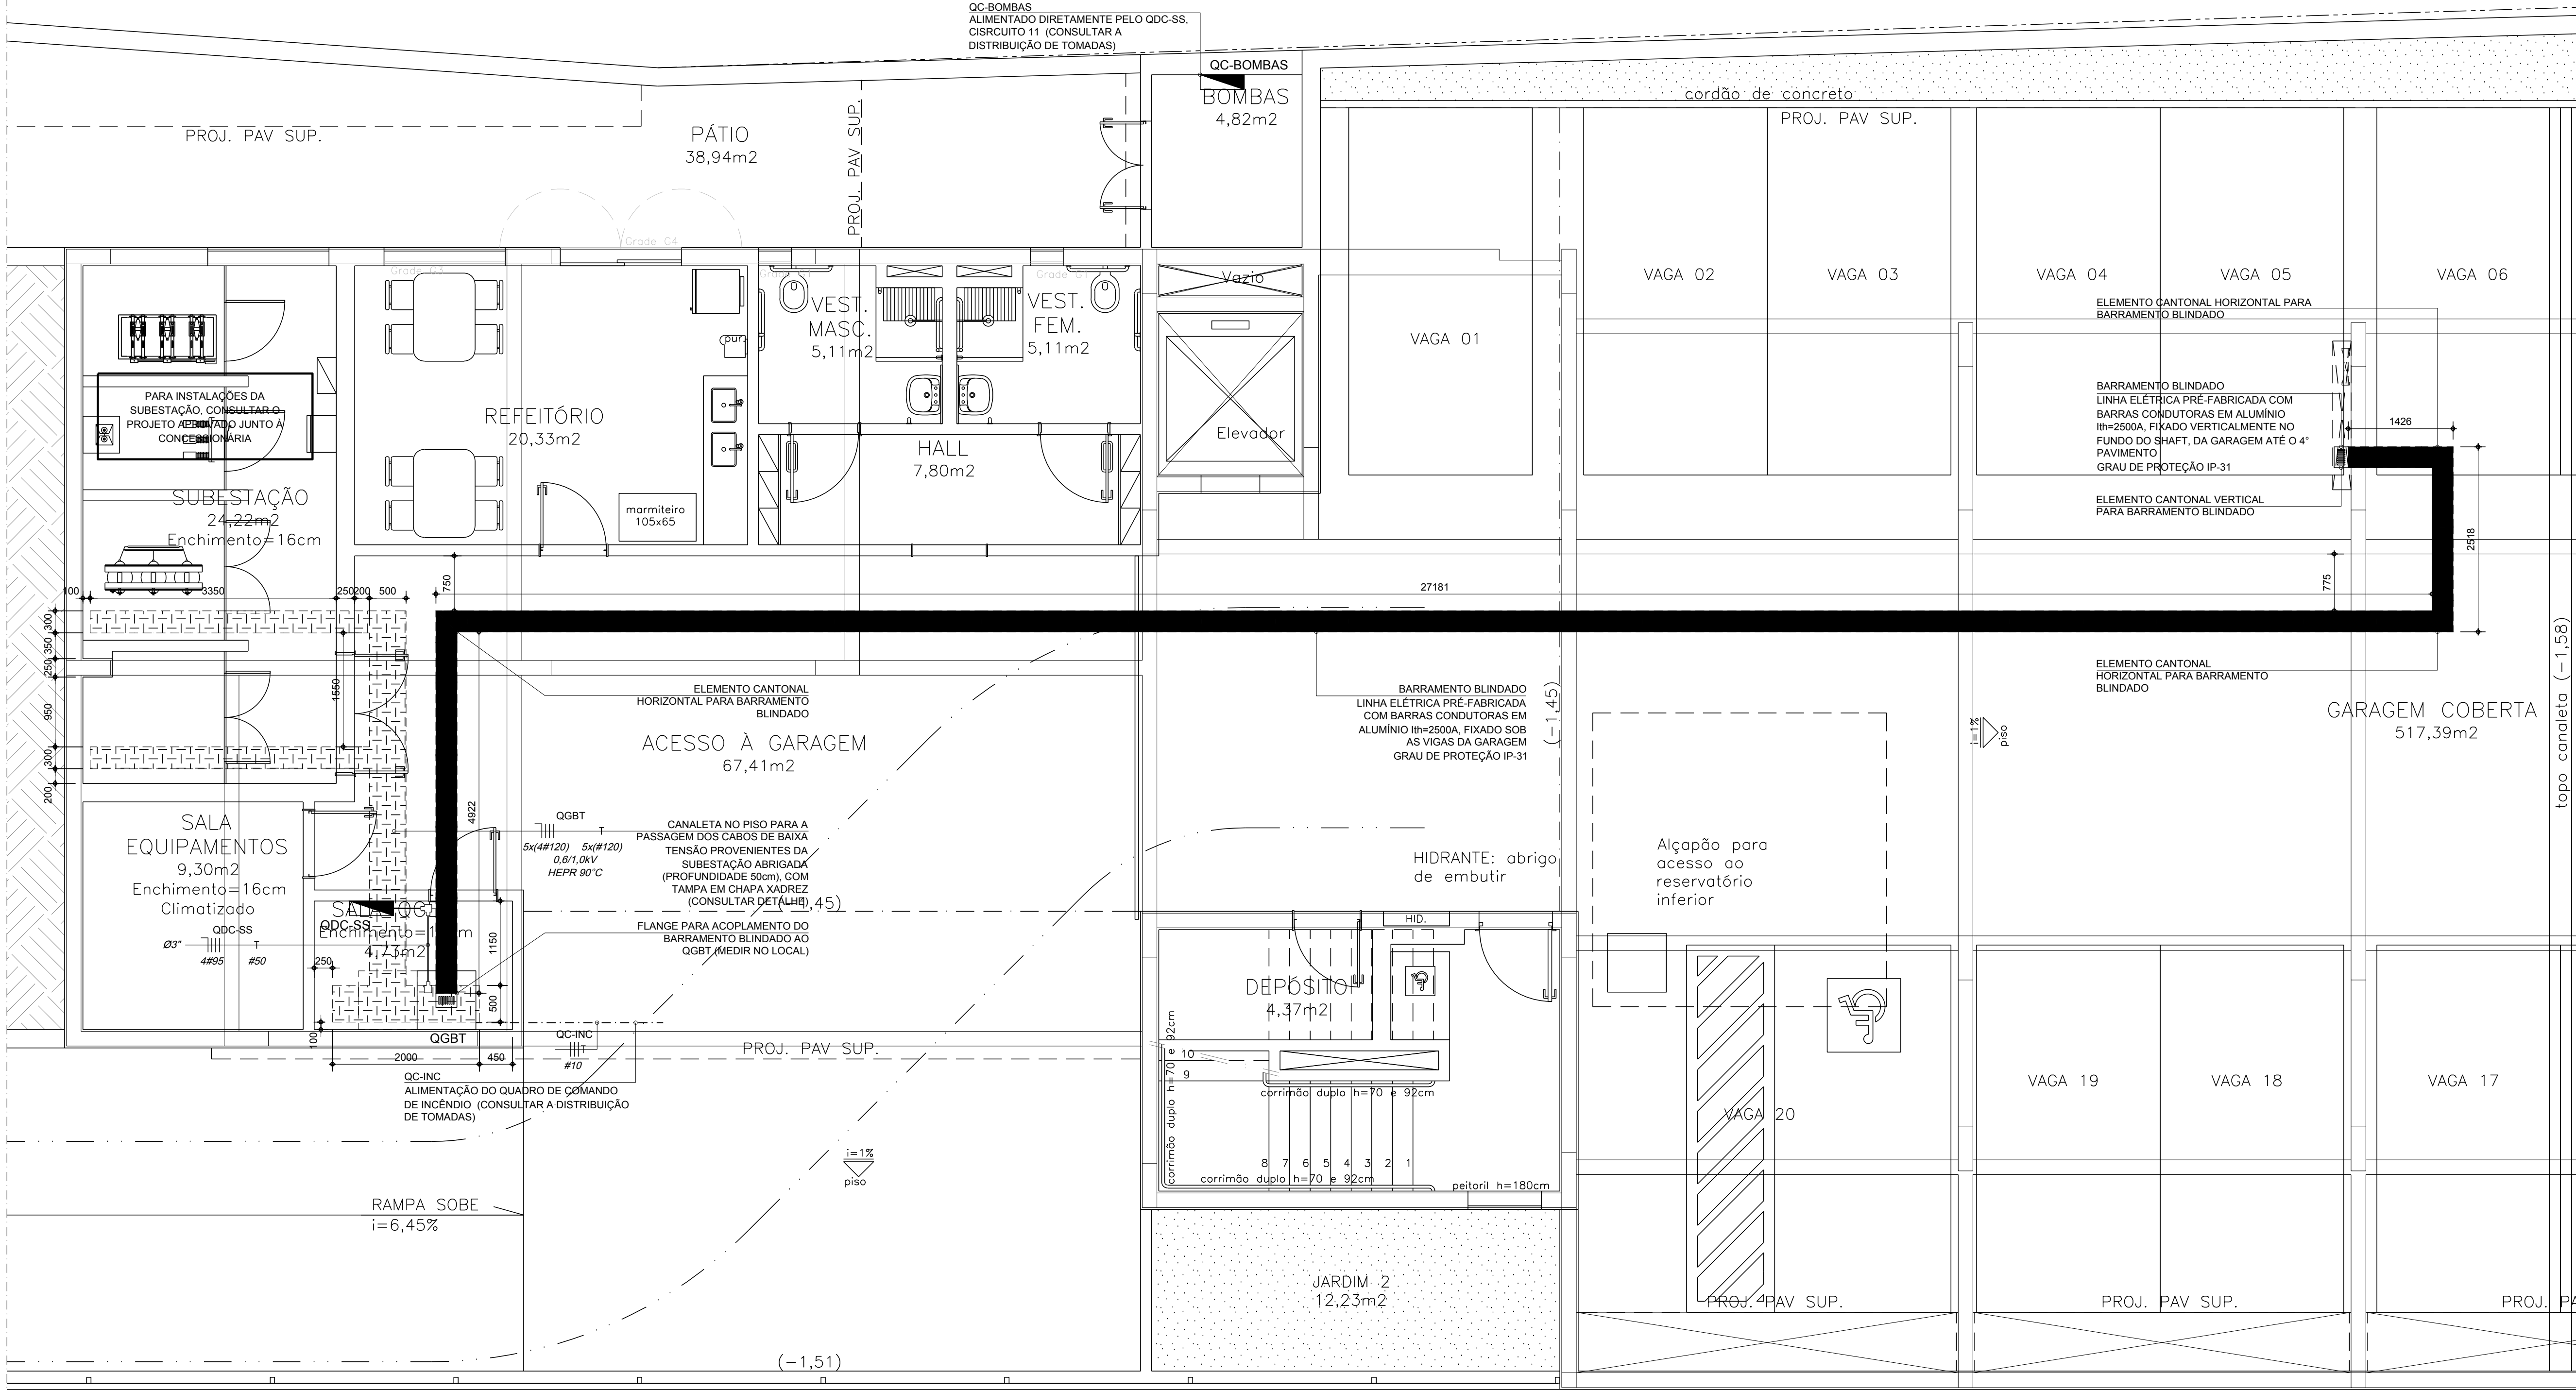 QC-BOMBAS
ALIMENTADO DIRETAMENTE PELO QDC-SS,
CISRCUITO 11 (CONSULTAR A
DISTRIBUIÇÃO DE TOMADAS)
QC-BOMBAS
BOMBAS
4,82m2
cordão de concreto
PROJ. PAV SUP.
PROJ. PAV SUP.
PÁTIO
38,94m2
PROJ. PAV SUP.
Grade G4
Grade G3
Grade G1
VAGA 01
VAGA 02
VAGA 03
VAGA 04
VAGA 05
VAGA 06
Vazio
Elevador
VEST.
MASC.
5,11m2
VEST.
FEM.
5,11m2
pur.
REFEITÓRIO
20,33m2
HALL
7,80m2
marmiteiro
105x65
PARA INSTALAÇÕES DA
SUBESTAÇÃO, CONSULTAR O
PROJETO APROVADO JUNTO À
CONCESSIONÁRIA
SUBESTAÇÃO
24,22m2
Enchimento=16cm
ELEMENTO CANTONAL HORIZONTAL PARA
BARRAMENTO BLINDADO
BARRAMENTO BLINDADO
LINHA ELÉTRICA PRÉ-FABRICADA COM
BARRAS CONDUTORAS EM ALUMÍNIO
Ith=2500A, FIXADO VERTICALMENTE NO
FUNDO DO SHAFT, DA GARAGEM ATÉ O 4°
PAVIMENTO
GRAU DE PROTEÇÃO IP-31
ELEMENTO CANTONAL VERTICAL
PARA BARRAMENTO BLINDADO
1426
2518
775
27181
750
100
3350
250
200
500
300
350
250
950
300
200
1550
4922
ELEMENTO CANTONAL
HORIZONTAL PARA BARRAMENTO
BLINDADO
ACESSO À GARAGEM
67,41m2
BARRAMENTO BLINDADO
LINHA ELÉTRICA PRÉ-FABRICADA
COM BARRAS CONDUTORAS EM
ALUMÍNIO Ith=2500A, FIXADO SOB
AS VIGAS DA GARAGEM
GRAU DE PROTEÇÃO IP-31
(-1,45)
ELEMENTO CANTONAL
HORIZONTAL PARA BARRAMENTO
BLINDADO
GARAGEM COBERTA
517,39m2
topo canaleta (-1,58)
i=1%
piso
QGBT
T
5x(4#120) 5x(#120)
0,6/1,0kV
HEPR 90°C
CANALETA NO PISO PARA A
PASSAGEM DOS CABOS DE BAIXA
TENSÃO PROVENIENTES DA
SUBESTAÇÃO ABRIGADA
(PROFUNDIDADE 50cm), COM
TAMPA EM CHAPA XADREZ
(CONSULTAR DETALHE)
FLANGE PARA ACOPLAMENTO DO
BARRAMENTO BLINDADO AO
QGBT (MEDIR NO LOCAL)
SALA
EQUIPAMENTOS
9,30m2
Enchimento=16cm
Climatizado
QDC-SS
Ø3" T
4#95 #50
QDC-SS
4,73m2
250
1150
500
100
2000
450
QGBT
QC-INC
T
#10
QC-INC
ALIMENTAÇÃO DO QUADRO DE COMANDO
DE INCÊNDIO (CONSULTAR A DISTRIBUIÇÃO
DE TOMADAS)
PROJ. PAV SUP.
HIDRANTE: abrigo
de embutir
HID.
Alçapão para
acesso ao
reservatório
inferior
DEPÓSITO
4,37m2
10
9
8 7 6 5 4 3 2 1
corrimão duplo h=70 e 92cm
corrimão duplo h=70 e 92cm
corrimão duplo h=70 e 92cm
peitoril h=180cm
VAGA 20
VAGA 19
VAGA 18
VAGA 17
i=1%
piso
RAMPA SOBE
i=6,45%
(-1,51)
JARDIM 2
12,23m2
PROJ. PAV SUP.
PROJ. PAV SUP.
PROJ.